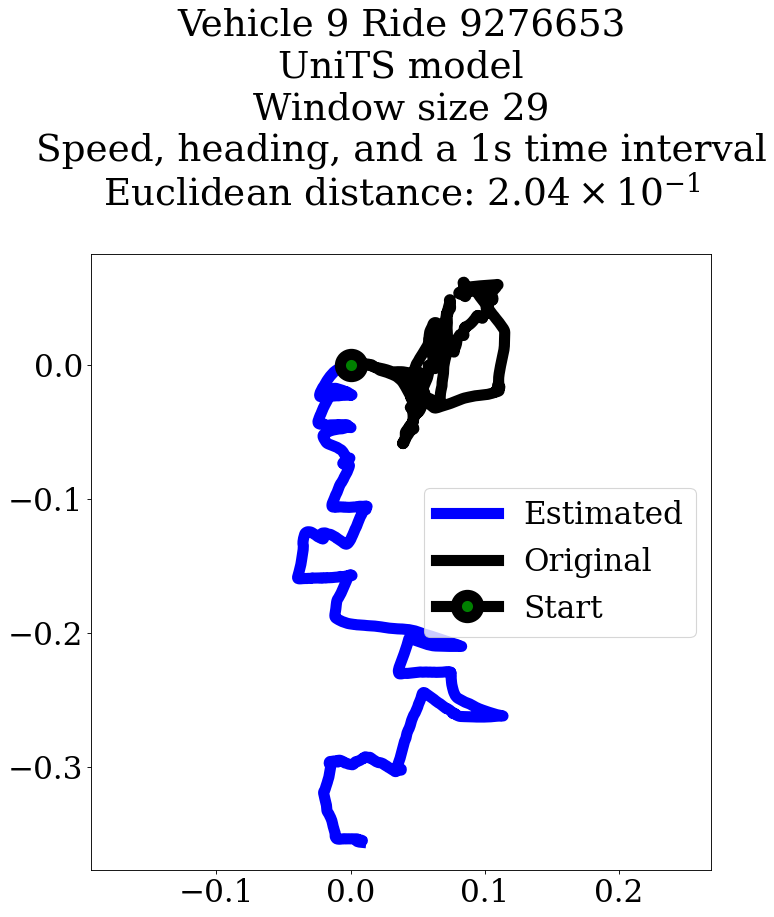 Vehicle 9 Ride 9276653
UniTS model
Window size 29
Speed, heading, and a 1s time interval
Euclidean distance: 2.04 × 10⁻¹
0.0
−0.1
−0.2
−0.3
Estimated
Original
Start
−0.1 0.0 0.1 0.2